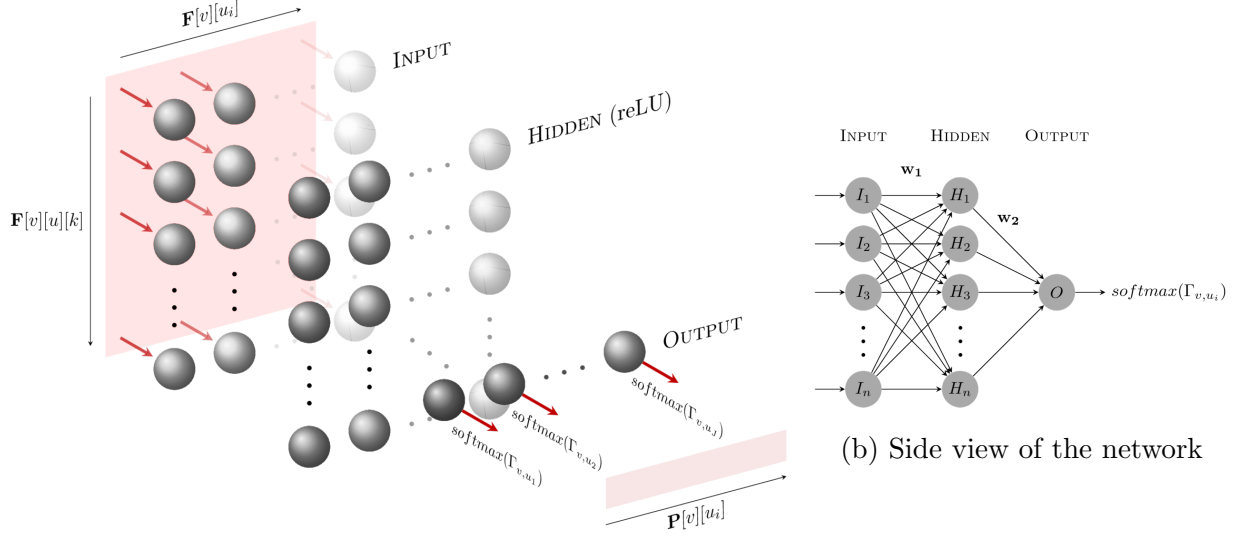 F[v][u_i]
INPUT
HIDDEN (reLU)
F[v][u][k]
OUTPUT
softmax(Γ_{v,u_1})
softmax(Γ_{v,u_2})
softmax(Γ_{v,u_J})
P[v][u_i]
INPUT HIDDEN OUTPUT
w_1
I_1 H_1
w_2
I_2 H_2
I_3 H_3 O softmax(Γ_{v,u_i})
I_n H_n
(b) Side view of the network